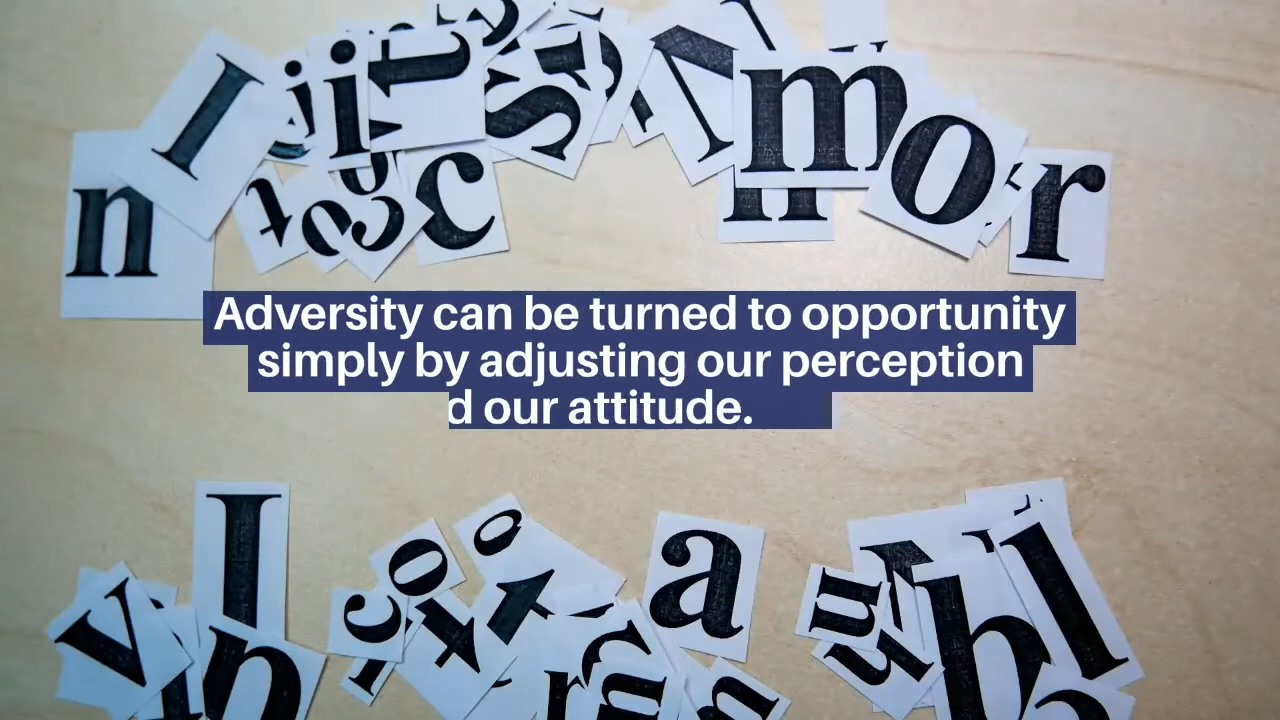 Adversity can be turned to opportunity
simply by adjusting our perception
d our attitude.